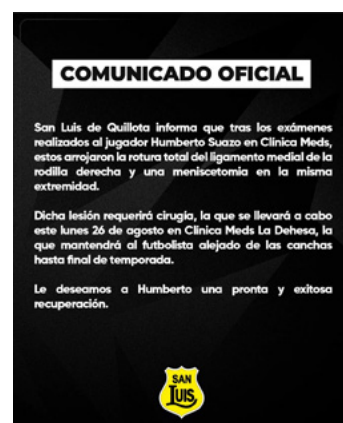 COMUNICADO OFICIAL
San Luis de Quillota informa que tras los exámenes
realizados al jugador Humberto Suazo en Clínica Meds,
estos arrojaron la rotura total del ligamento medial de la
rodilla derecha y una meniscetomia en la misma
extremidad.
Dicha lesión requerirá cirugía, la que se llevará a cabo
este lunes 26 de agosto en Clínica Meds La Dehesa, la
que mantendrá al futbolista alejado de las canchas
hasta final de temporada.
Le deseamos a Humberto una pronta y exitosa
recuperación.
SAN
LUIS